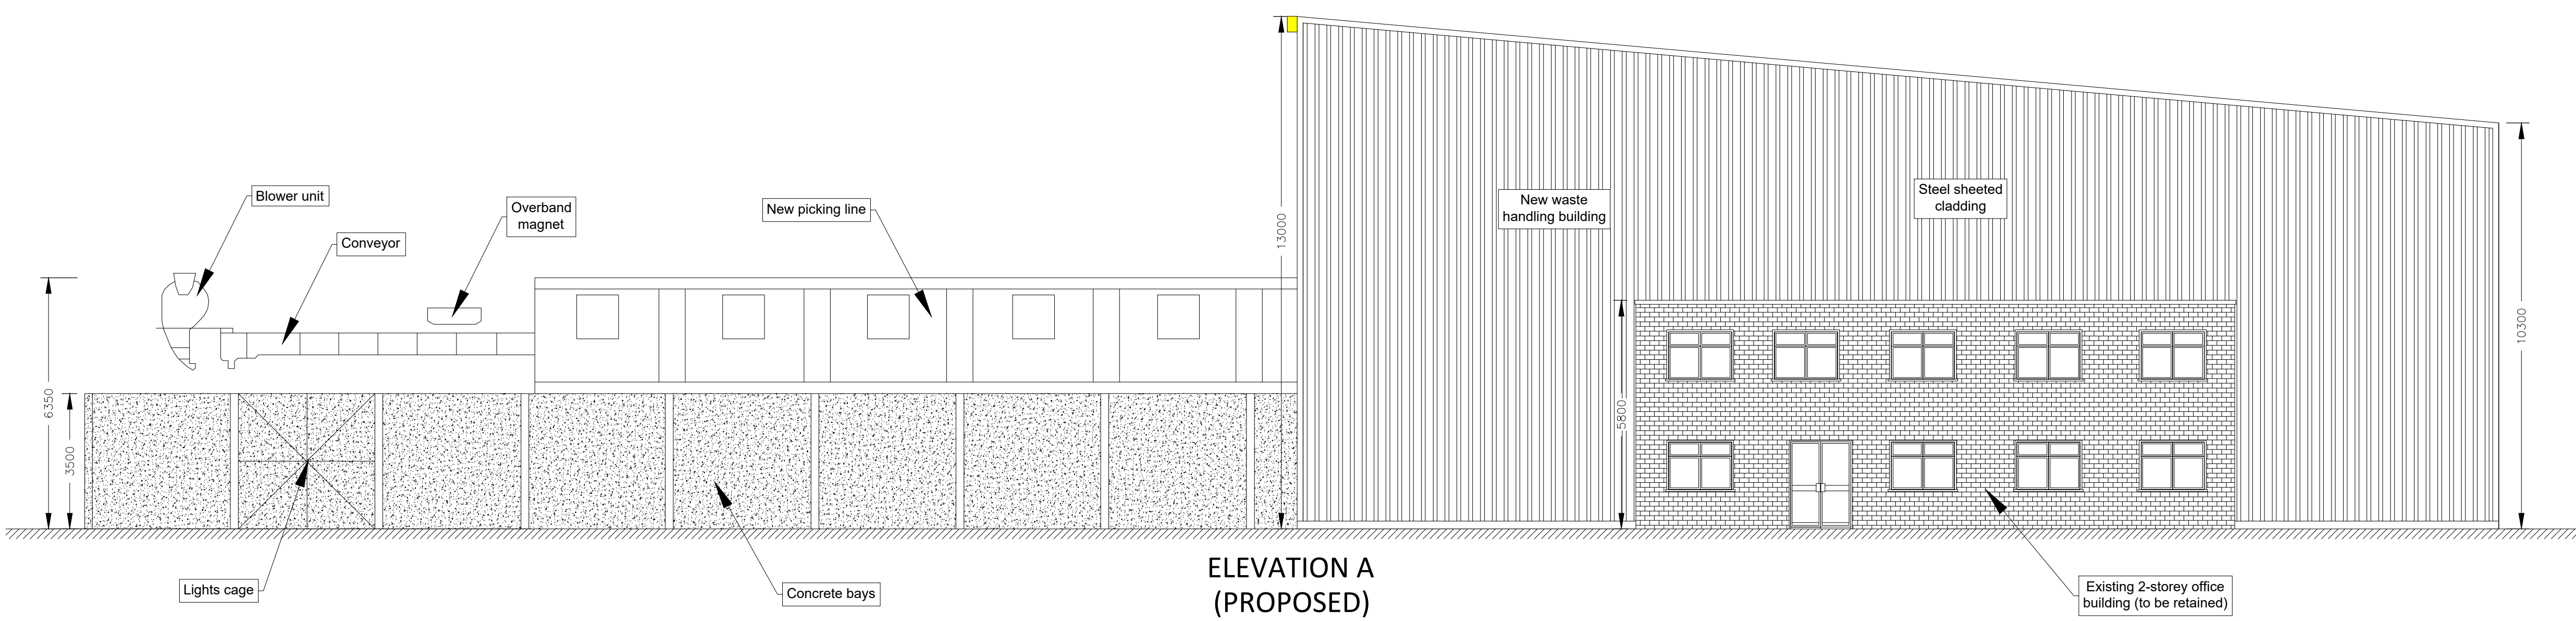 Blower unit
Conveyor
Overband
magnet
New picking line
New waste
handling building
Steel sheeted
cladding
13000
10300
6350
3500
5800
Lights cage
Concrete bays
ELEVATION A
(PROPOSED)
Existing 2-storey office
building (to be retained)